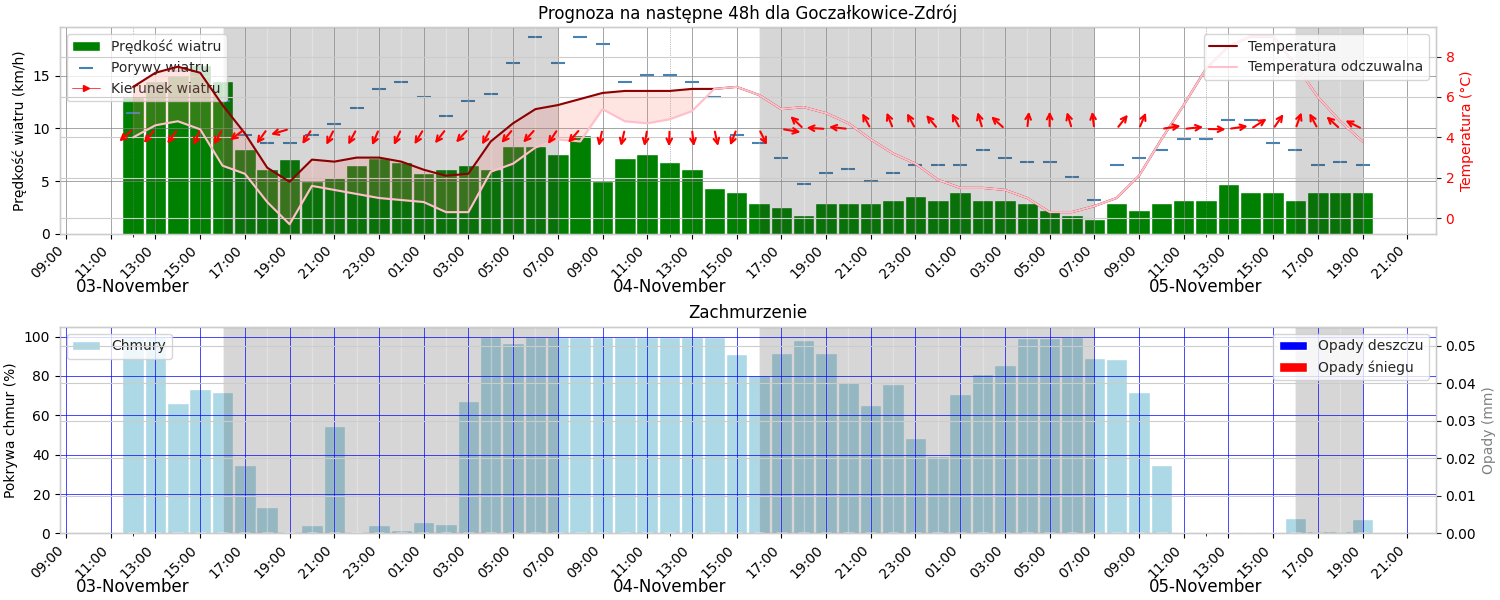 Prognoza na następne 48h dla Goczałkowice-Zdrój
Prędkość wiatru (km/h)
15
10
5
0
Prędkość wiatru
Porywy wiatru
Kierunek wiatru
Temperatura
Temperatura odczuwalna
8
6
4
2
0
Temperatura (°C)
09:00 11:00 13:00 15:00 17:00 19:00 21:00 23:00 01:00 03:00 05:00 07:00 09:00 11:00 13:00 15:00 17:00 19:00 21:00 23:00 01:00 03:00 05:00 07:00 09:00 11:00 13:00 15:00 17:00 19:00 21:00
03-November 04-November 05-November
Zachmurzenie
Pokrywa chmur (%)
100
80
60
40
20
0
Chmury
Opady deszczu
Opady śniegu
0.05
0.04
0.03
0.02
0.01
0.00
Opady (mm)
09:00 11:00 13:00 15:00 17:00 19:00 21:00 23:00 01:00 03:00 05:00 07:00 09:00 11:00 13:00 15:00 17:00 19:00 21:00 23:00 01:00 03:00 05:00 07:00 09:00 11:00 13:00 15:00 17:00 19:00 21:00
03-November 04-November 05-November